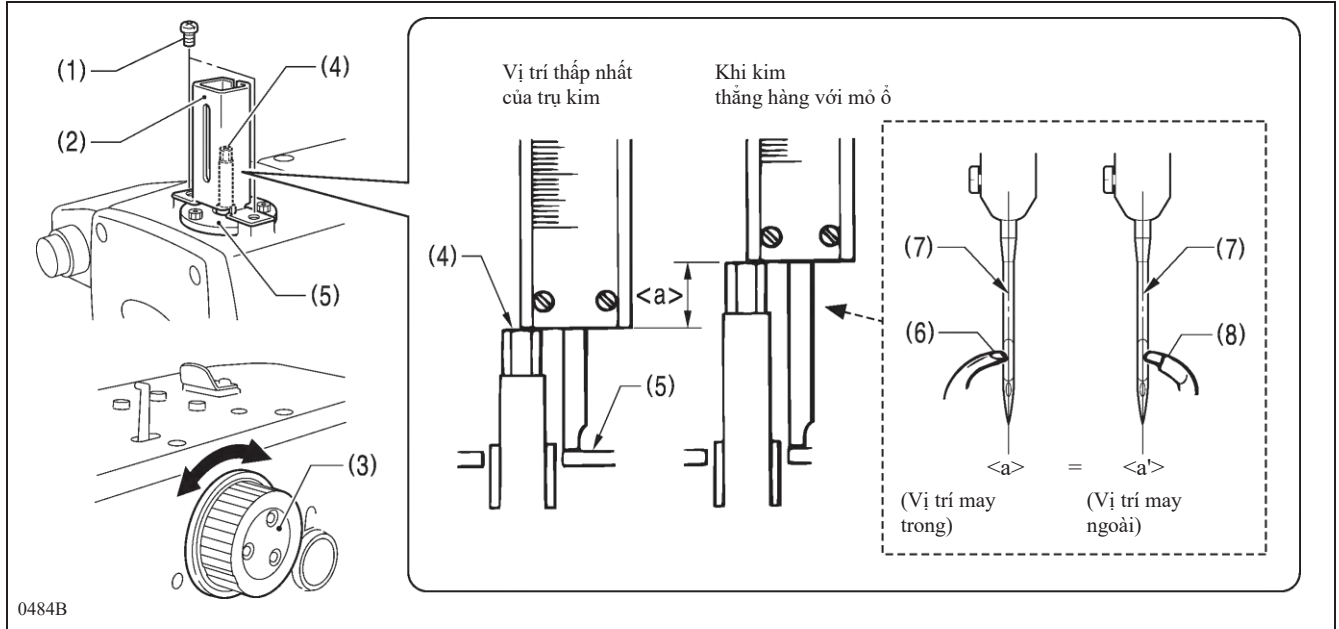 (1)
(2)
(4)
(5)
(3)
Vị trí thấp nhất
của trụ kim
Khi kim
thẳng hàng với mỏ ổ
(4)
<a>
(5)
(7)
(7)
(6)
(8)
<a> = <a'>
(Vị trí may
trong)
(Vị trí may
ngoài)
0484B